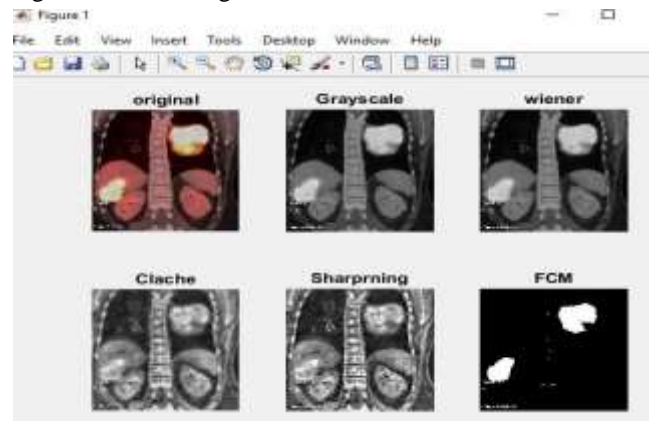 Figure 1
File Edit View Insert Tools Desktop Window Help
original Grayscale wiener
Clache Sharprning FCM